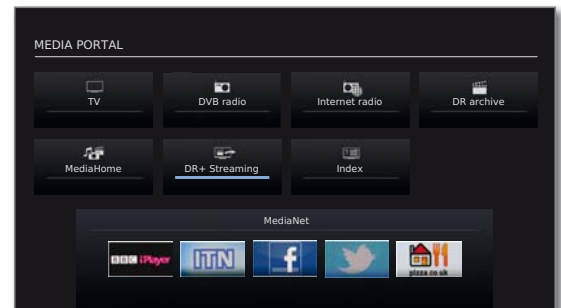 MEDIA PORTAL
TV
DVB radio
Internet radio
DR archive
MediaHome
DR+ Streaming
Index
MediaNet
BBC iPlayer
ITN
f
pizza.co.uk